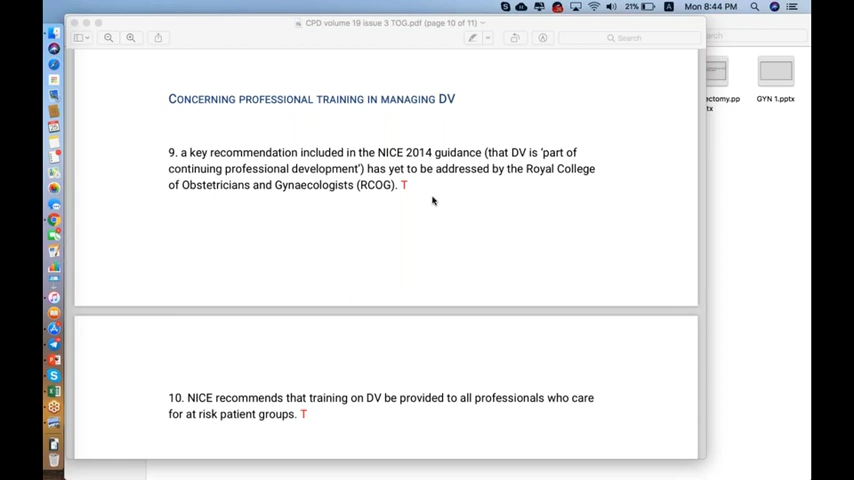 21%
Mon 8:44 PM
CPD volume 19 issue 3 TOG.pdf (page 10 of 11)
Search
CONCERNING PROFESSIONAL TRAINING IN MANAGING DV
9. a key recommendation included in the NICE 2014 guidance (that DV is ‘part of
continuing professional development’) has yet to be addressed by the Royal College
of Obstetricians and Gynaecologists (RCOG). T
10. NICE recommends that training on DV be provided to all professionals who care
for at risk patient groups. T
arch
ectomy.pp
tx
GYN 1.pptx